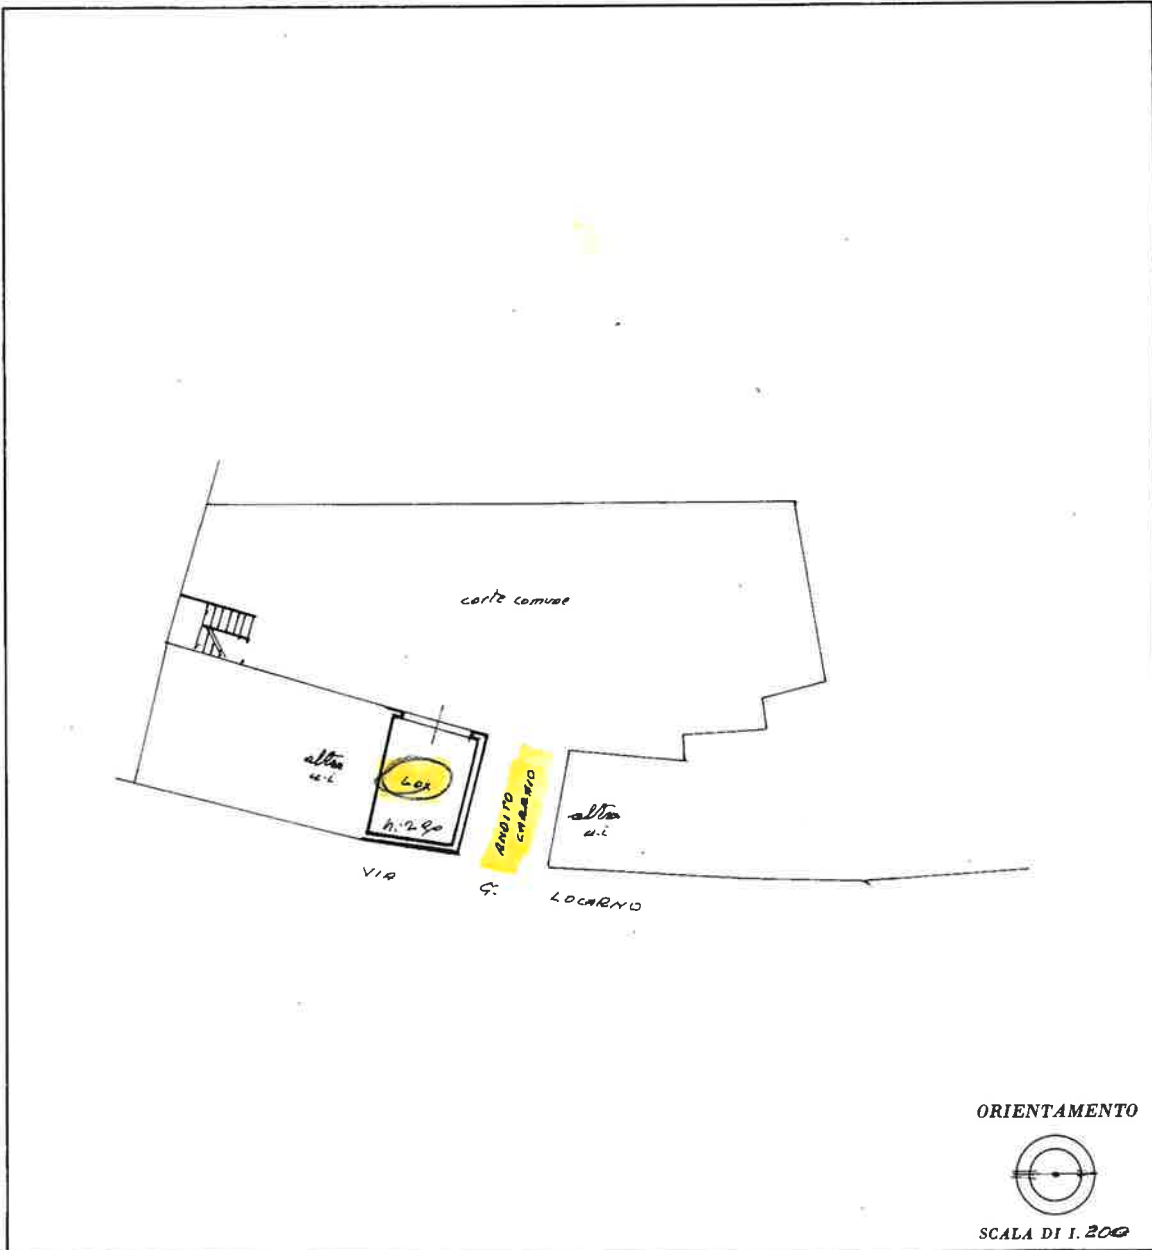 corte comune
altra
u.i.
BOX
h: 2.90
ANDITO
CARRAIO
altra
u.i.
VIA G. LOCARNO
ORIENTAMENTO
SCALA DI 1. 200